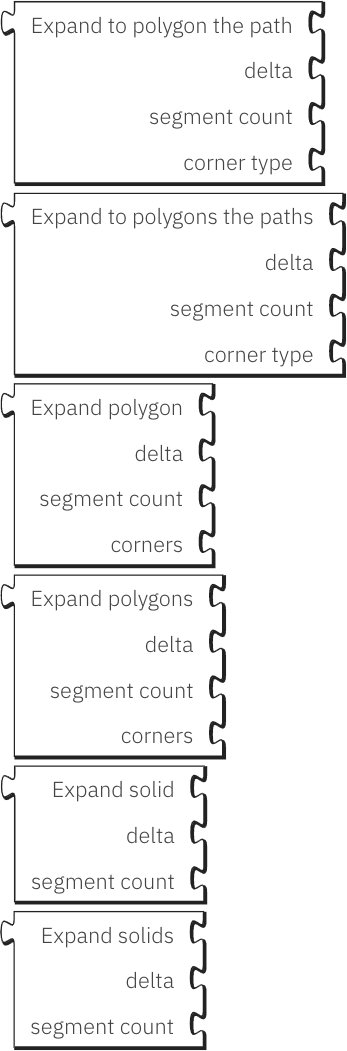 Expand to polygon the path
delta
segment count
corner type
Expand to polygons the paths
delta
segment count
corner type
Expand polygon
delta
segment count
corners
Expand polygons
delta
segment count
corners
Expand solid
delta
segment count
Expand solids
delta
segment count